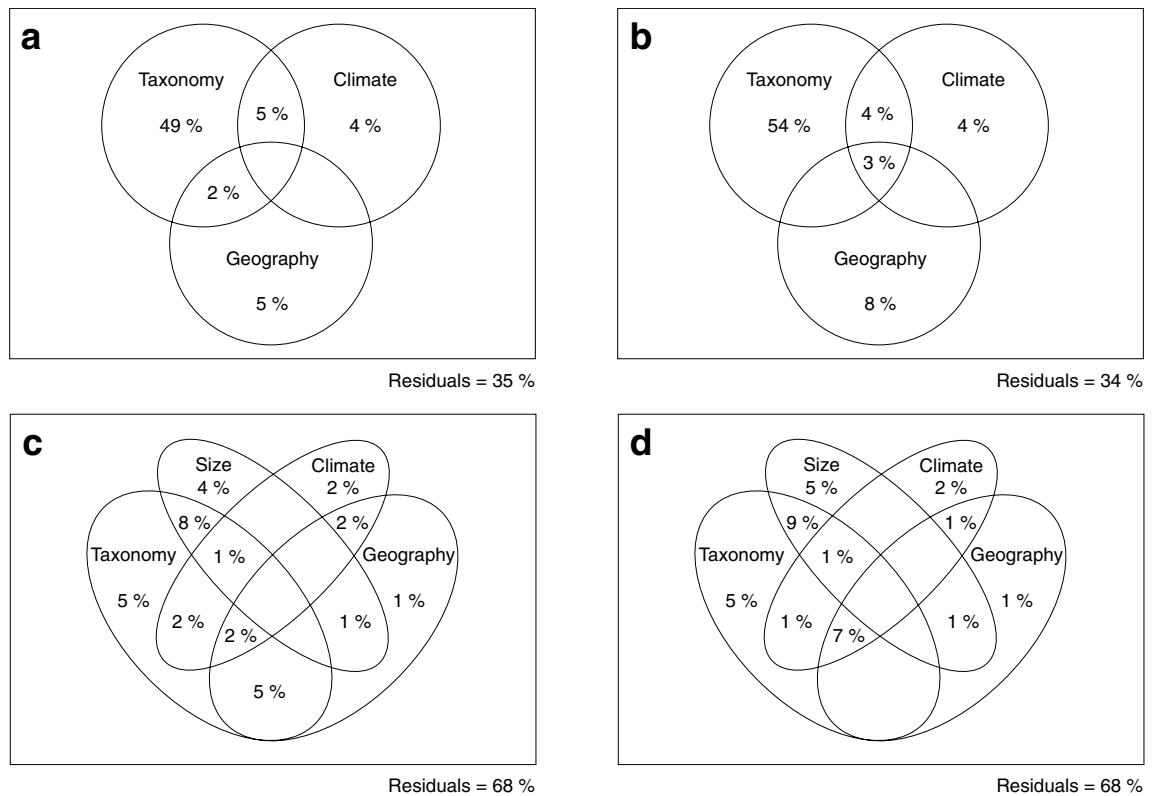 a
Taxonomy
Climate
49 %
5 %
4 %
2 %
Geography
5 %
Residuals = 35 %
b
Taxonomy
Climate
54 %
4 %
4 %
3 %
Geography
8 %
Residuals = 34 %
c
Size
Climate
4 %
2 %
8 %
2 %
Taxonomy
1 %
Geography
5 %
1 %
2 %
2 %
1 %
5 %
Residuals = 68 %
d
Size
Climate
5 %
2 %
9 %
1 %
Taxonomy
1 %
Geography
5 %
1 %
1 %
7 %
1 %
Residuals = 68 %